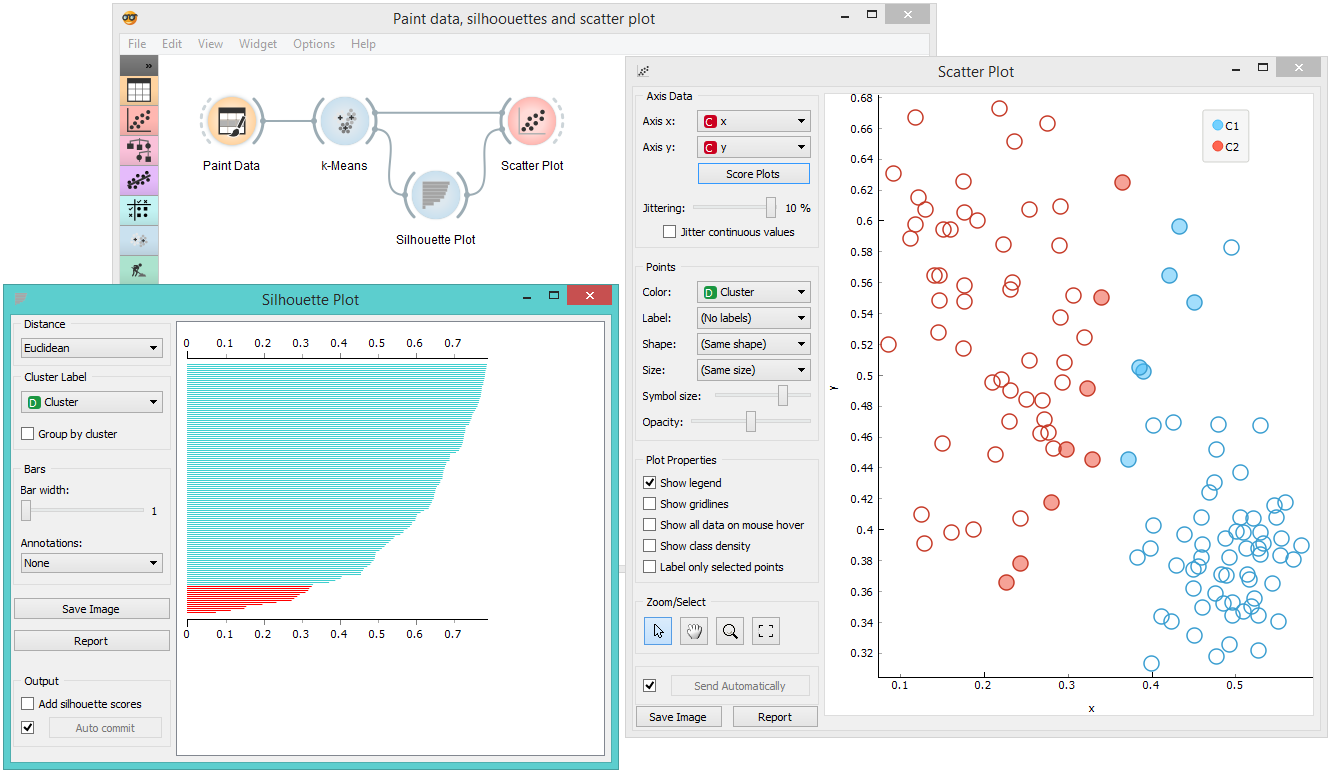 Paint data, silhoouettes and scatter plot
File Edit View Widget Options Help
»
Paint Data
k-Means
Scatter Plot
Silhouette Plot
Silhouette Plot
Distance
Euclidean
Cluster Label
D Cluster
Group by cluster
Bars
Bar width:
1
Annotations:
None
Save Image
Report
Output
Add silhouette scores
Auto commit
0 0.1 0.2 0.3 0.4 0.5 0.6 0.7
0 0.1 0.2 0.3 0.4 0.5 0.6 0.7
Scatter Plot
Axis Data
Axis x: C x
Axis y: C y
Score Plots
Jittering: 10 %
Jitter continuous values
Points
Color: D Cluster
Label: (No labels)
Shape: (Same shape)
Size: (Same size)
Symbol size:
Opacity:
Plot Properties
Show legend
Show gridlines
Show all data on mouse hover
Show class density
Label only selected points
Zoom/Select
Send Automatically
Save Image Report
0.68
0.66
0.64
0.62
0.6
0.58
0.56
0.54
0.52
0.5
0.48
0.46
0.44
0.42
0.4
0.38
0.36
0.34
0.32
y
0.1 0.2 0.3 0.4 0.5
x
C1
C2